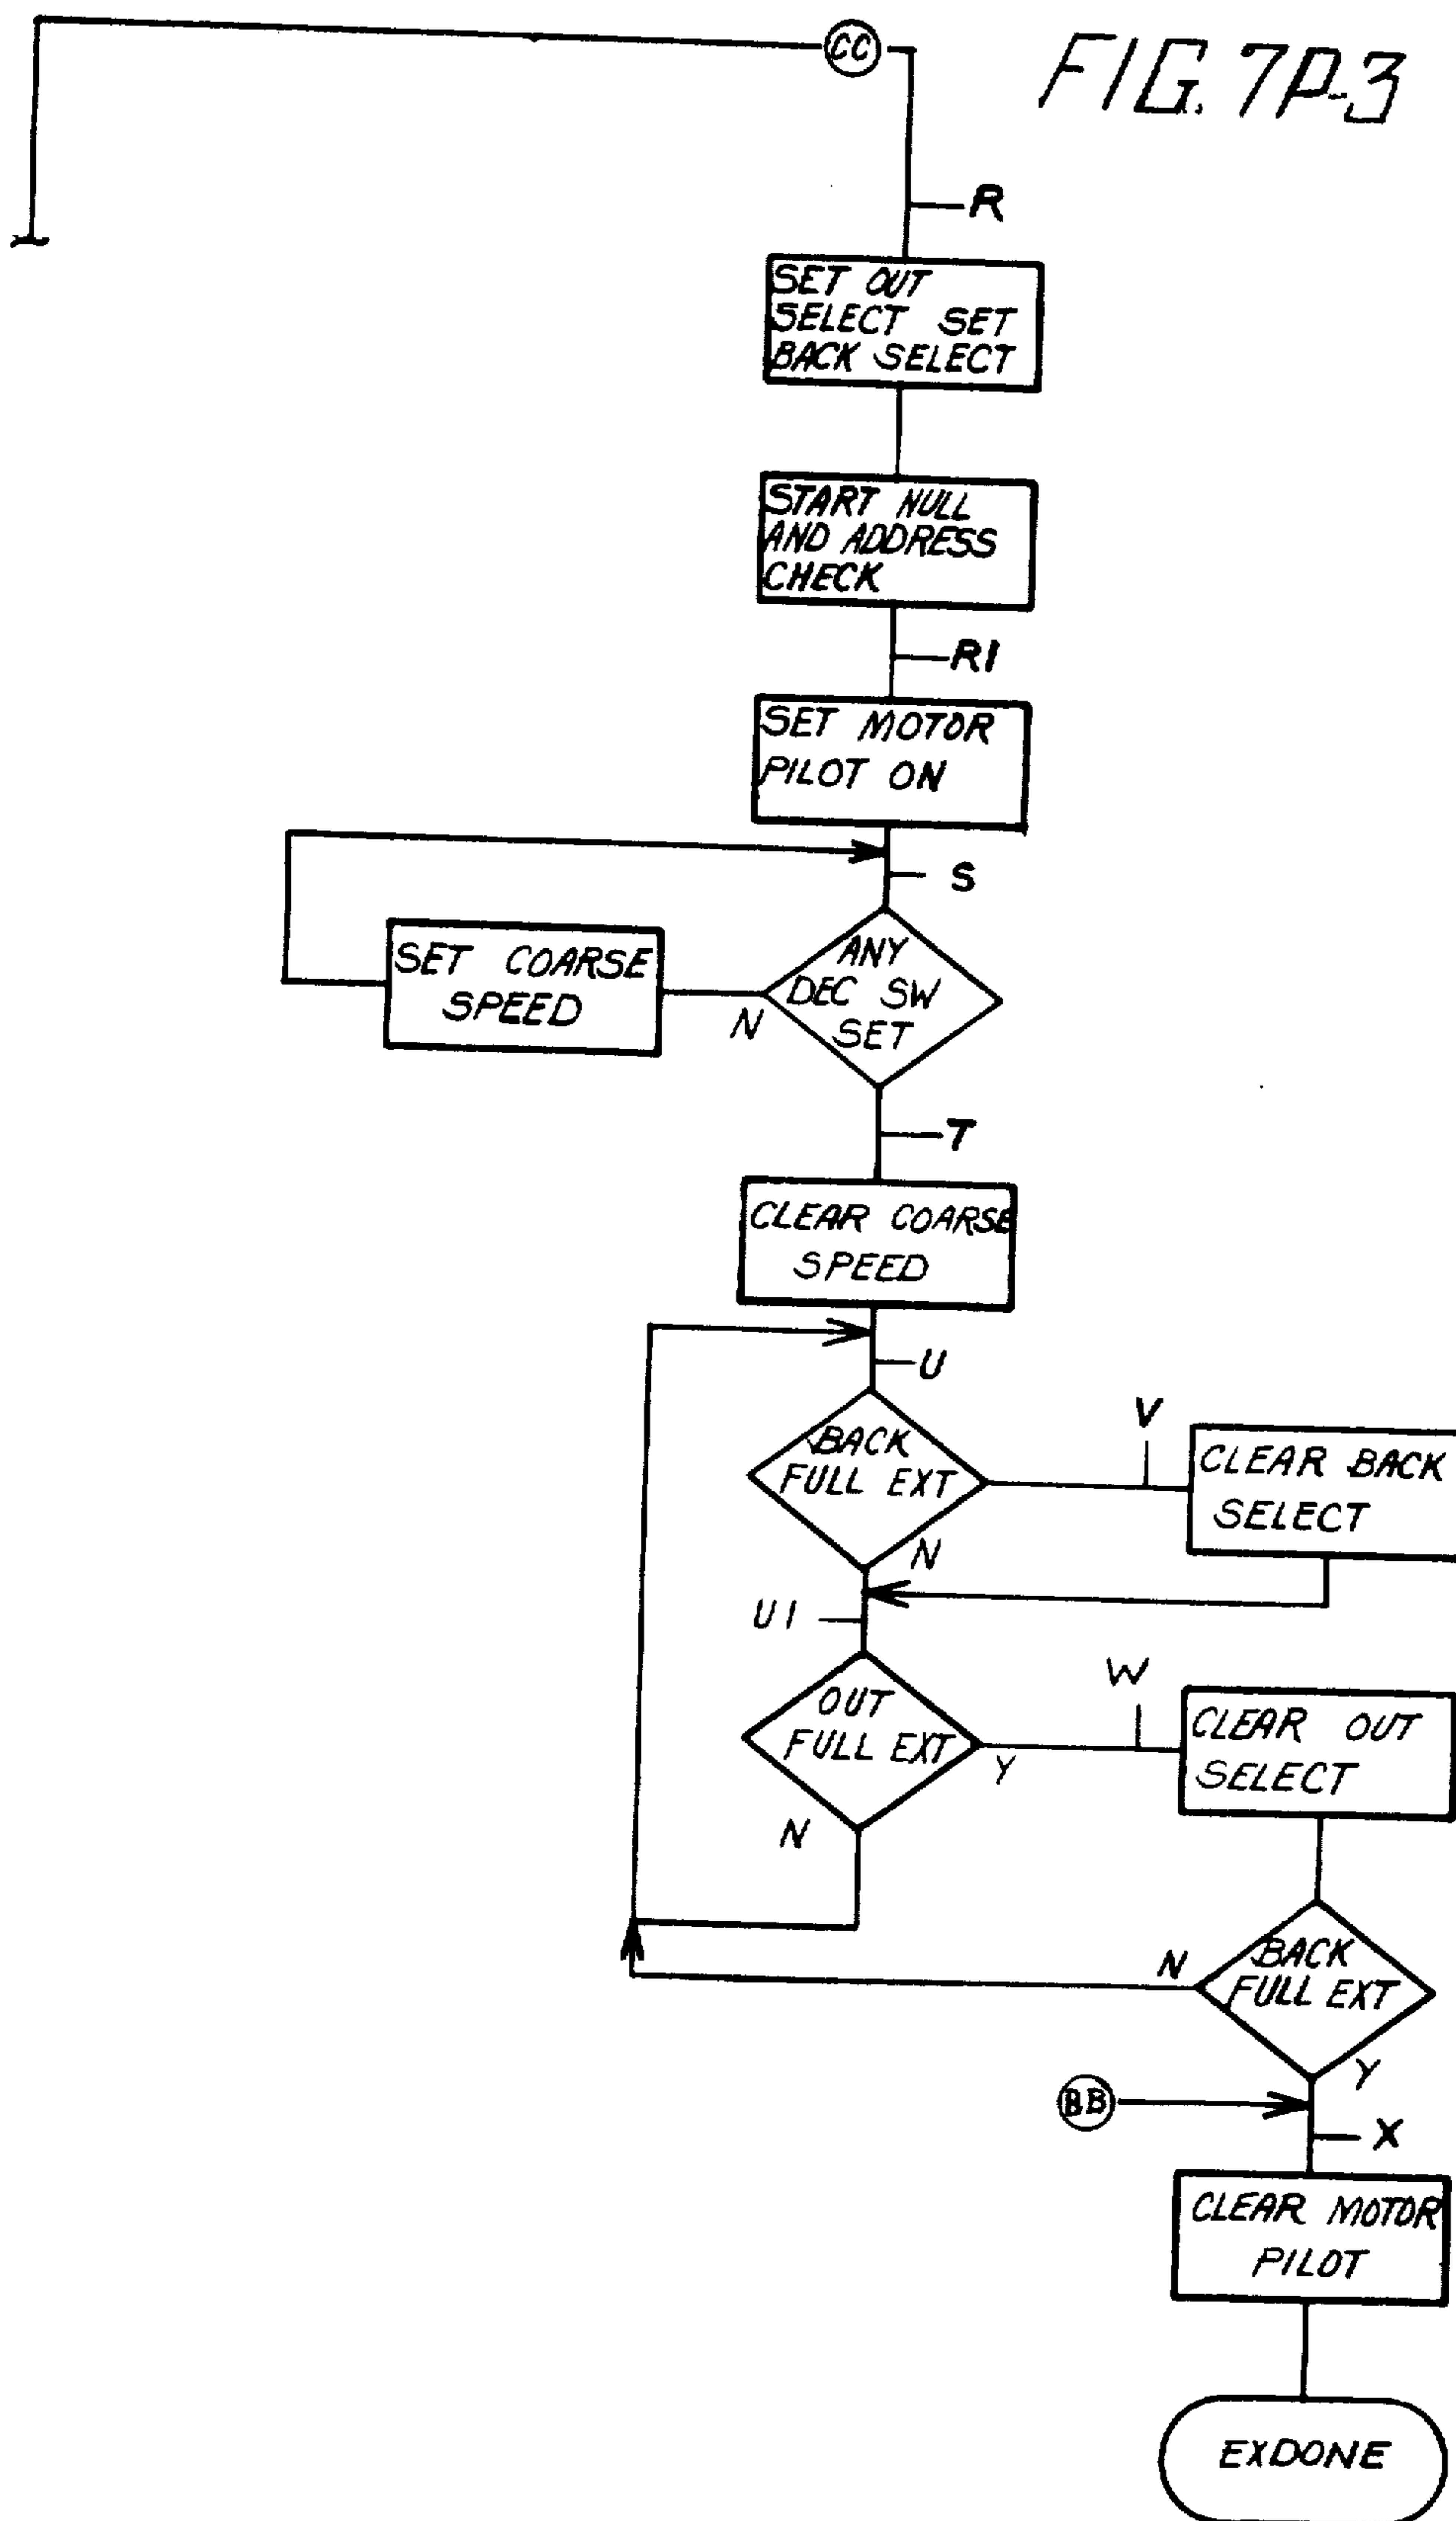 CC
FIG. 7P-3
R
SET OUT
SELECT SET
BACK SELECT
START NULL
AND ADDRESS
CHECK
R1
SET MOTOR
PILOT ON
S
SET COARSE
SPEED
N
ANY
DEC SW
SET
T
CLEAR COARSE
SPEED
U
BACK
FULL EXT
N
V
CLEAR BACK
SELECT
U1
OUT
FULL EXT
Y
N
W
CLEAR OUT
SELECT
BACK
FULL EXT
N
Y
BB
X
CLEAR MOTOR
PILOT
EXDONE